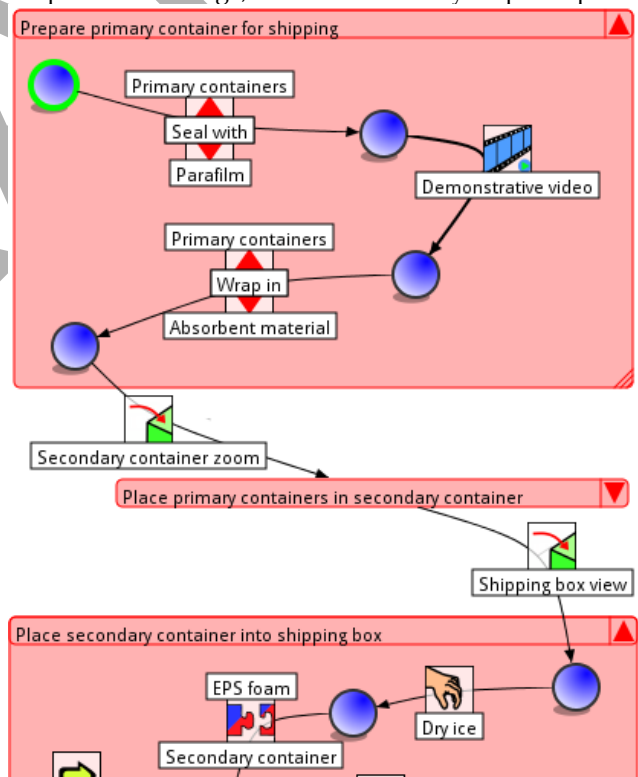 Prepare primary container for shipping
Primary containers
Seal with
Parafilm
Demonstrative video
Primary containers
Wrap in
Absorbent material
Secondary container zoom
Place primary containers in secondary container
Shipping box view
Place secondary container into shipping box
EPS foam
Dry ice
Secondary container